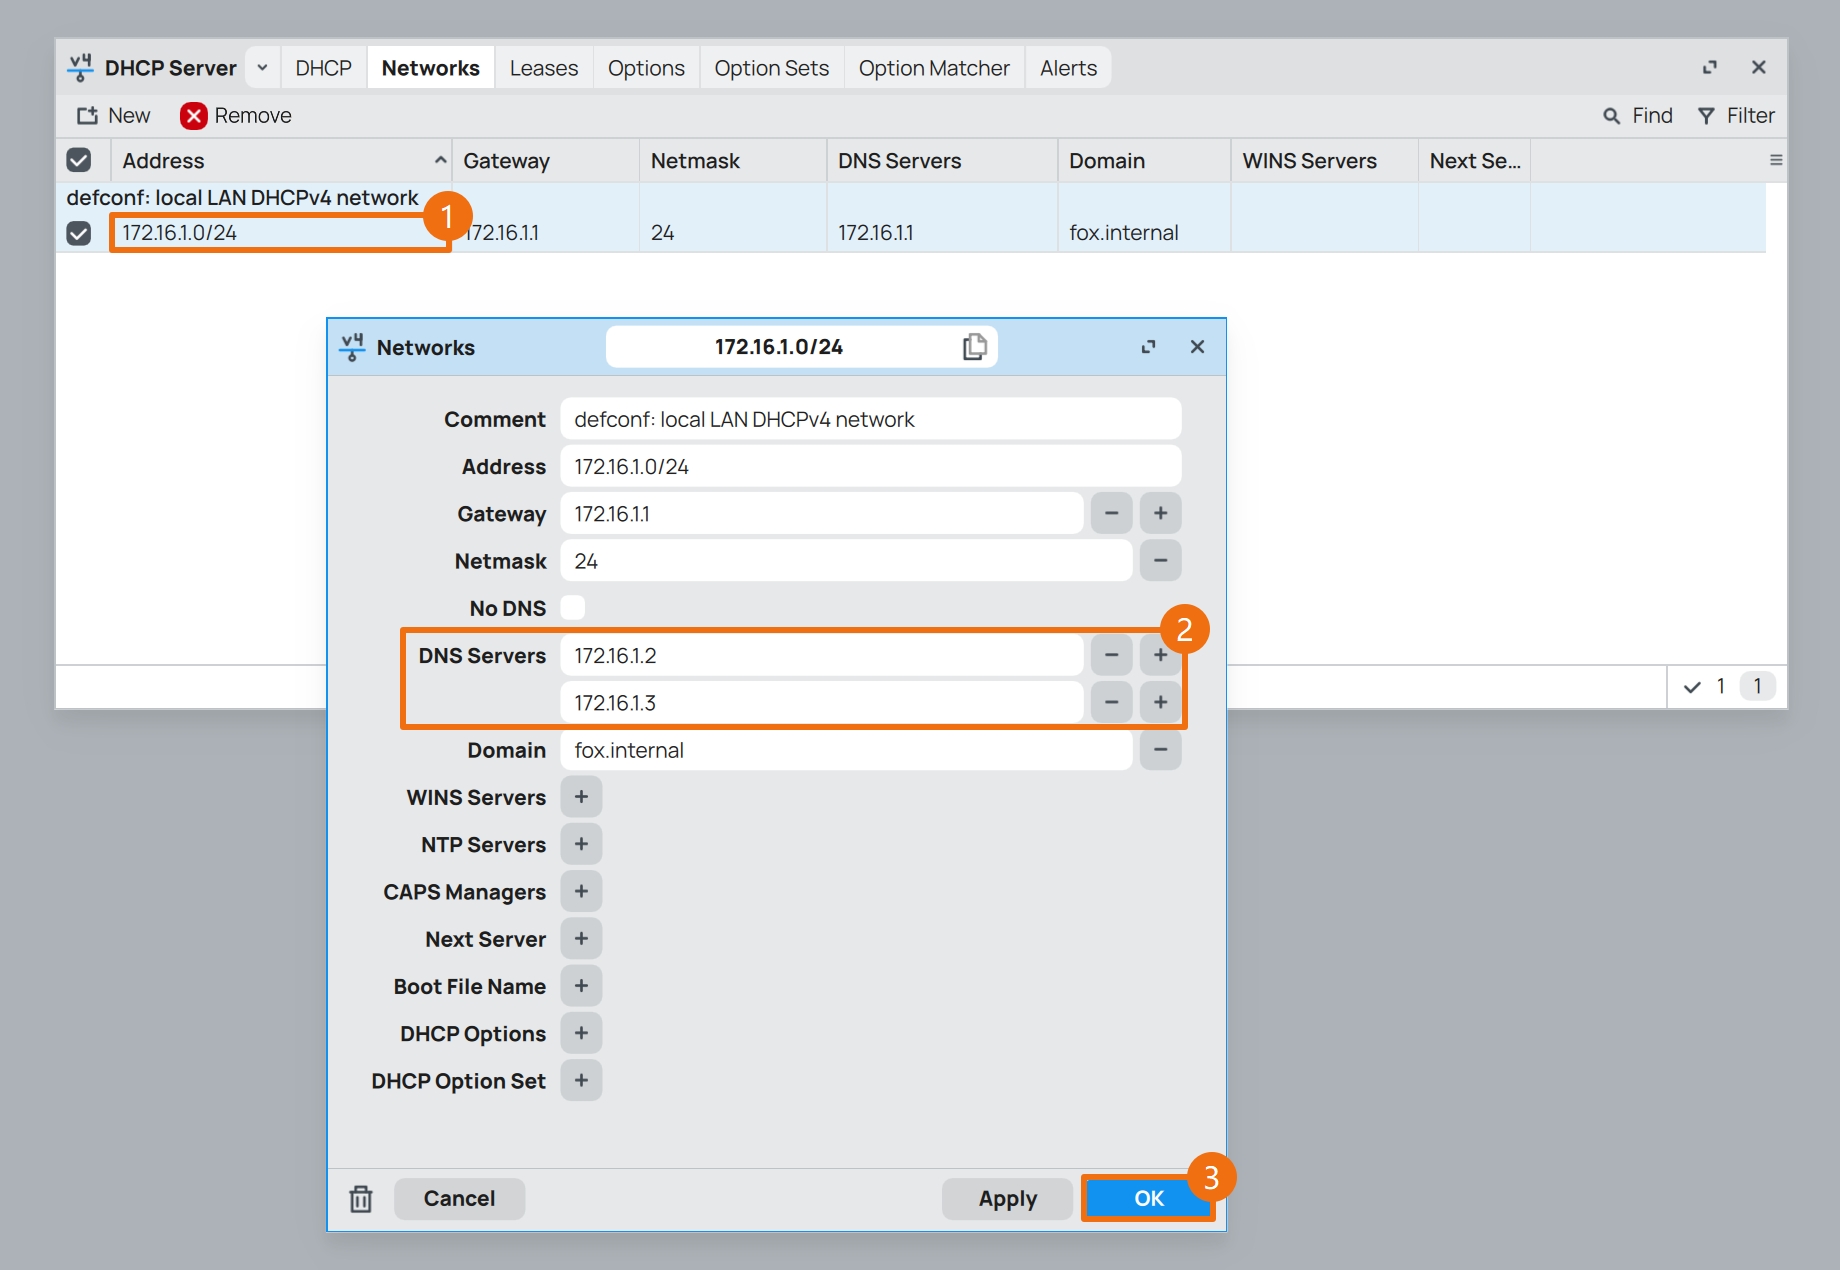 v4 DHCP Server DHCP Networks Leases Options Option Sets Option Matcher Alerts
New Remove Find Filter
Address Gateway Netmask DNS Servers Domain WINS Servers Next Se...
defconf: local LAN DHCPv4 network
1
172.16.1.0/24 172.16.1.1 24 172.16.1.1 fox.internal
v4 Networks 172.16.1.0/24
Comment defconf: local LAN DHCPv4 network
Address 172.16.1.0/24
Gateway 172.16.1.1 − +
Netmask 24 −
No DNS
2
DNS Servers 172.16.1.2 − +
172.16.1.3 − +
1 1
Domain fox.internal −
WINS Servers +
NTP Servers +
CAPS Managers +
Next Server +
Boot File Name +
DHCP Options +
DHCP Option Set +
3
Cancel Apply OK